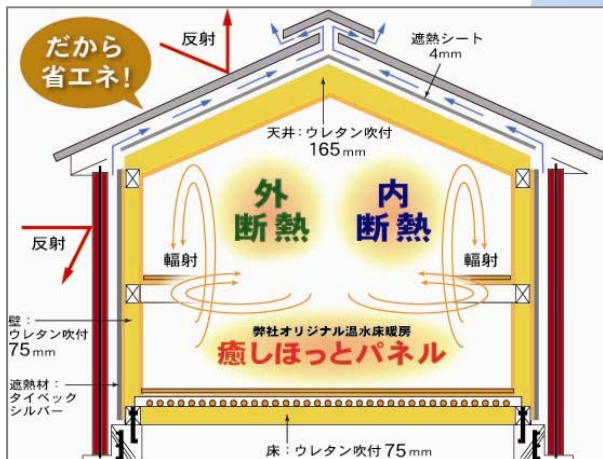 だから
省エネ!
反射
遮熱シート
4mm
天井:ウレタン吹付
165mm
外
断熱
内
断熱
反射
輻射
輻射
壁:
ウレタン吹付
75mm
弊社オリジナル温水床暖房
癒しほっとパネル
遮熱材:
タイベック
シルバー
床:ウレタン吹付75mm